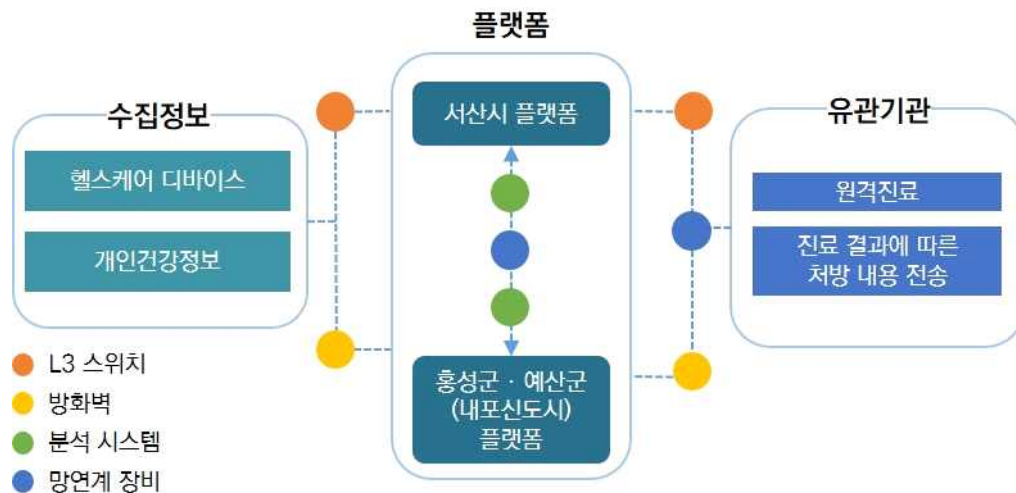 플랫폼
수집정보
헬스케어 디바이스
개인건강정보
서산시 플랫폼
홍성군 · 예산군
(내포신도시)
플랫폼
유관기관
원격진료
진료 결과에 따른
처방 내용 전송
L3 스위치
방화벽
분석 시스템
망연계 장비